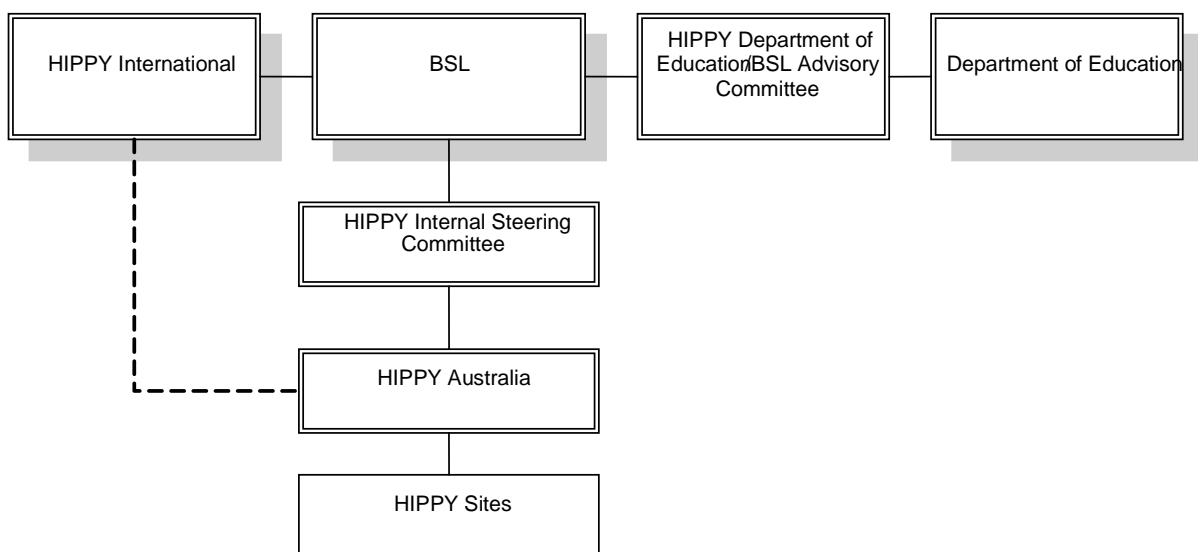 HIPPY International
BSL
HIPPY Department of
Education/BSL Advisory
Committee
Department of Education
HIPPY Internal Steering
Committee
HIPPY Australia
HIPPY Sites